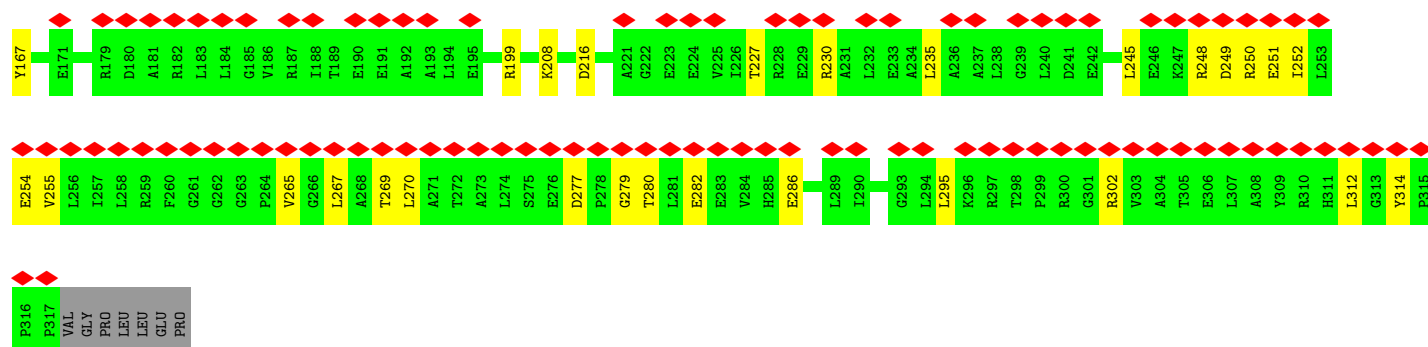 Y167 E171 R179 D180 A181 R182 L183 L184 G185 V186 R187 I188 T189 E190 E191 A192 A193 L194 E195 R199 K208 D216 A221 G222 E223 E224 V225 I226 T227 R228 E229 R230 A231 L232 E233 A234 L235 A236 A237 L238 G239 L240 D241 E242 L245 E246 K247 R248 D249 R250 E251 I252 L253
E254 V255 L256 I257 L258 R259 F260 G261 G262 G263 P264 V265 G266 L267 A268 T269 L270 A271 T272 A273 L274 S275 E276 D277 P278 G279 T280 L281 E282 E283 V284 H285 E286 L289 I290 G293 L294 L295 K296 R297 T298 P299 R300 G301 R302 V303 A304 T305 E306 L307 A308 Y309 R310 H311 L312 G313 Y314 P315
P316 P317 VAL GLY PRO LEU LEU GLU PRO